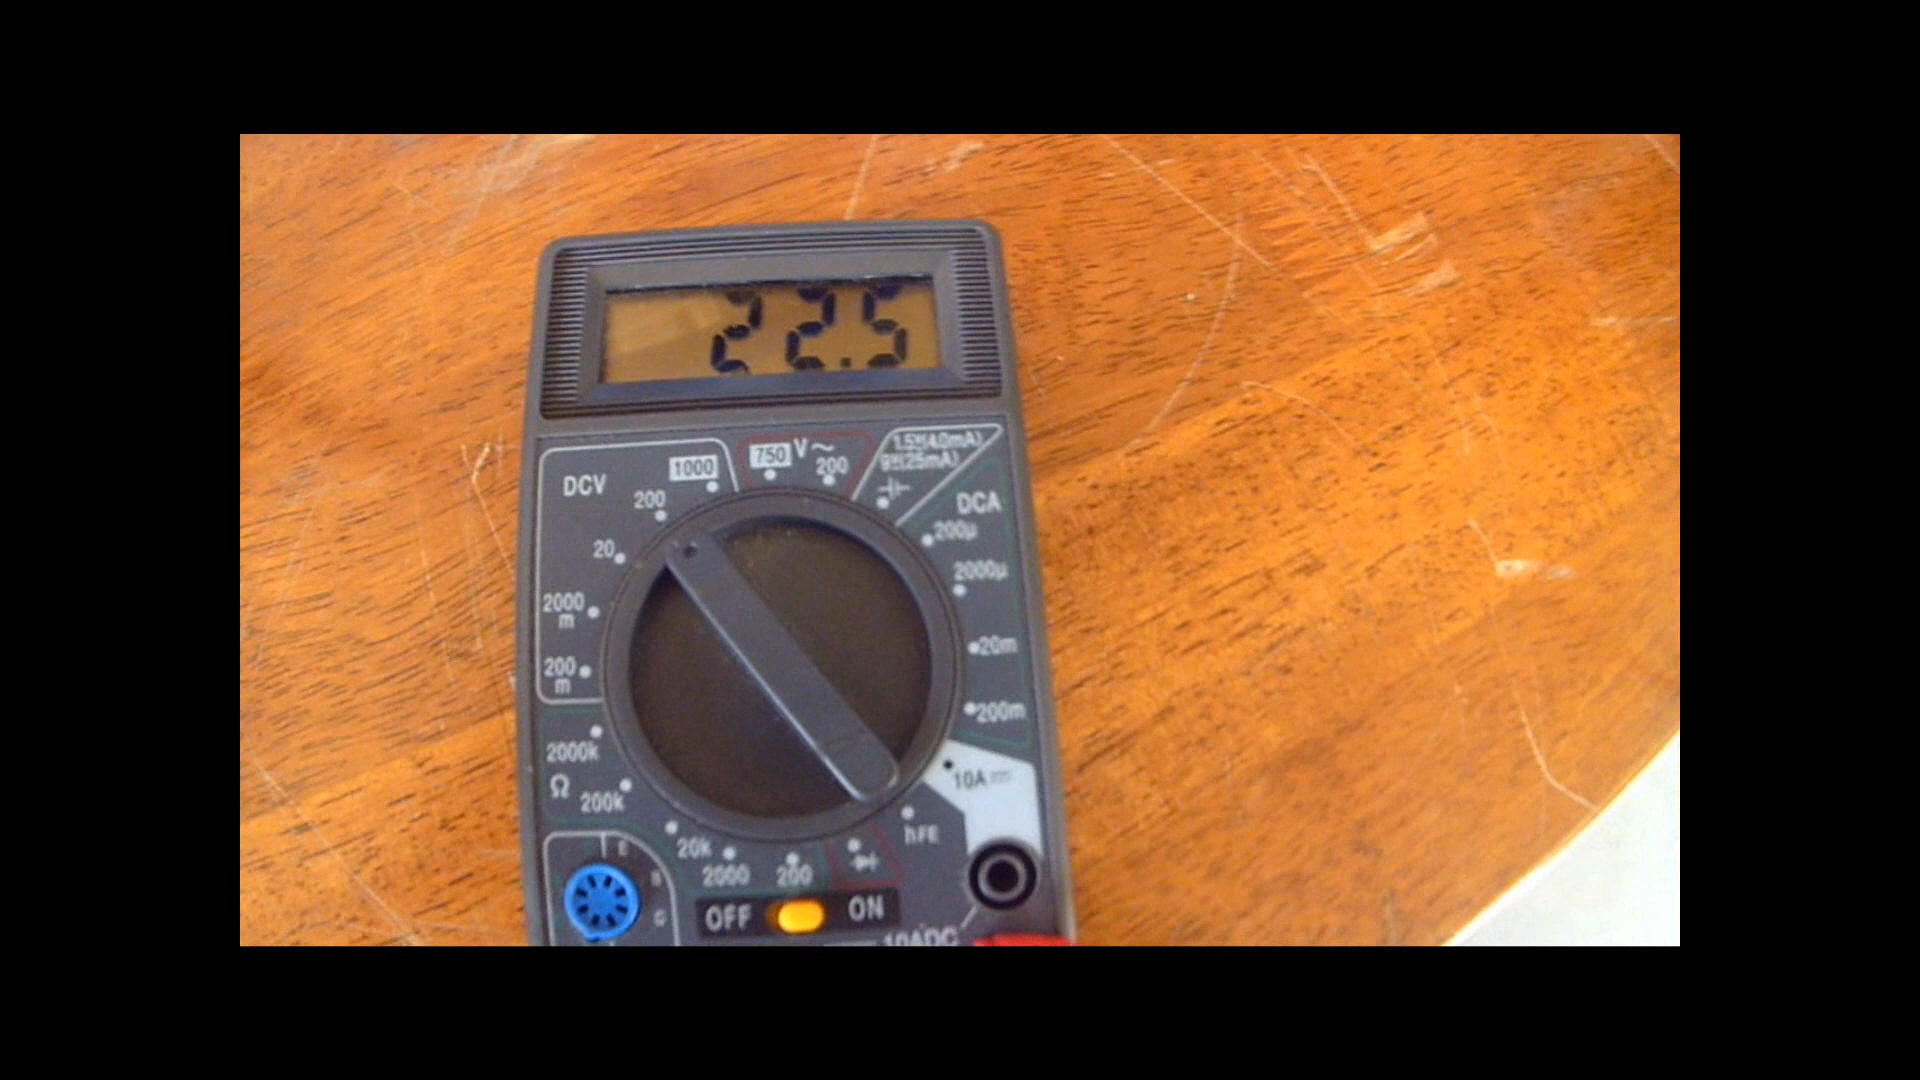 22.5
DCV
1000
750 V~
200
1.5V(4.0mA)
9V(25mA)
200
DCA
200µ
20
2000µ
2000
m
20m
200
m
200m
2000k
Ω
200k
10A
hFE
20k
2000
200
E
B
C
OFF
ON
10ADC